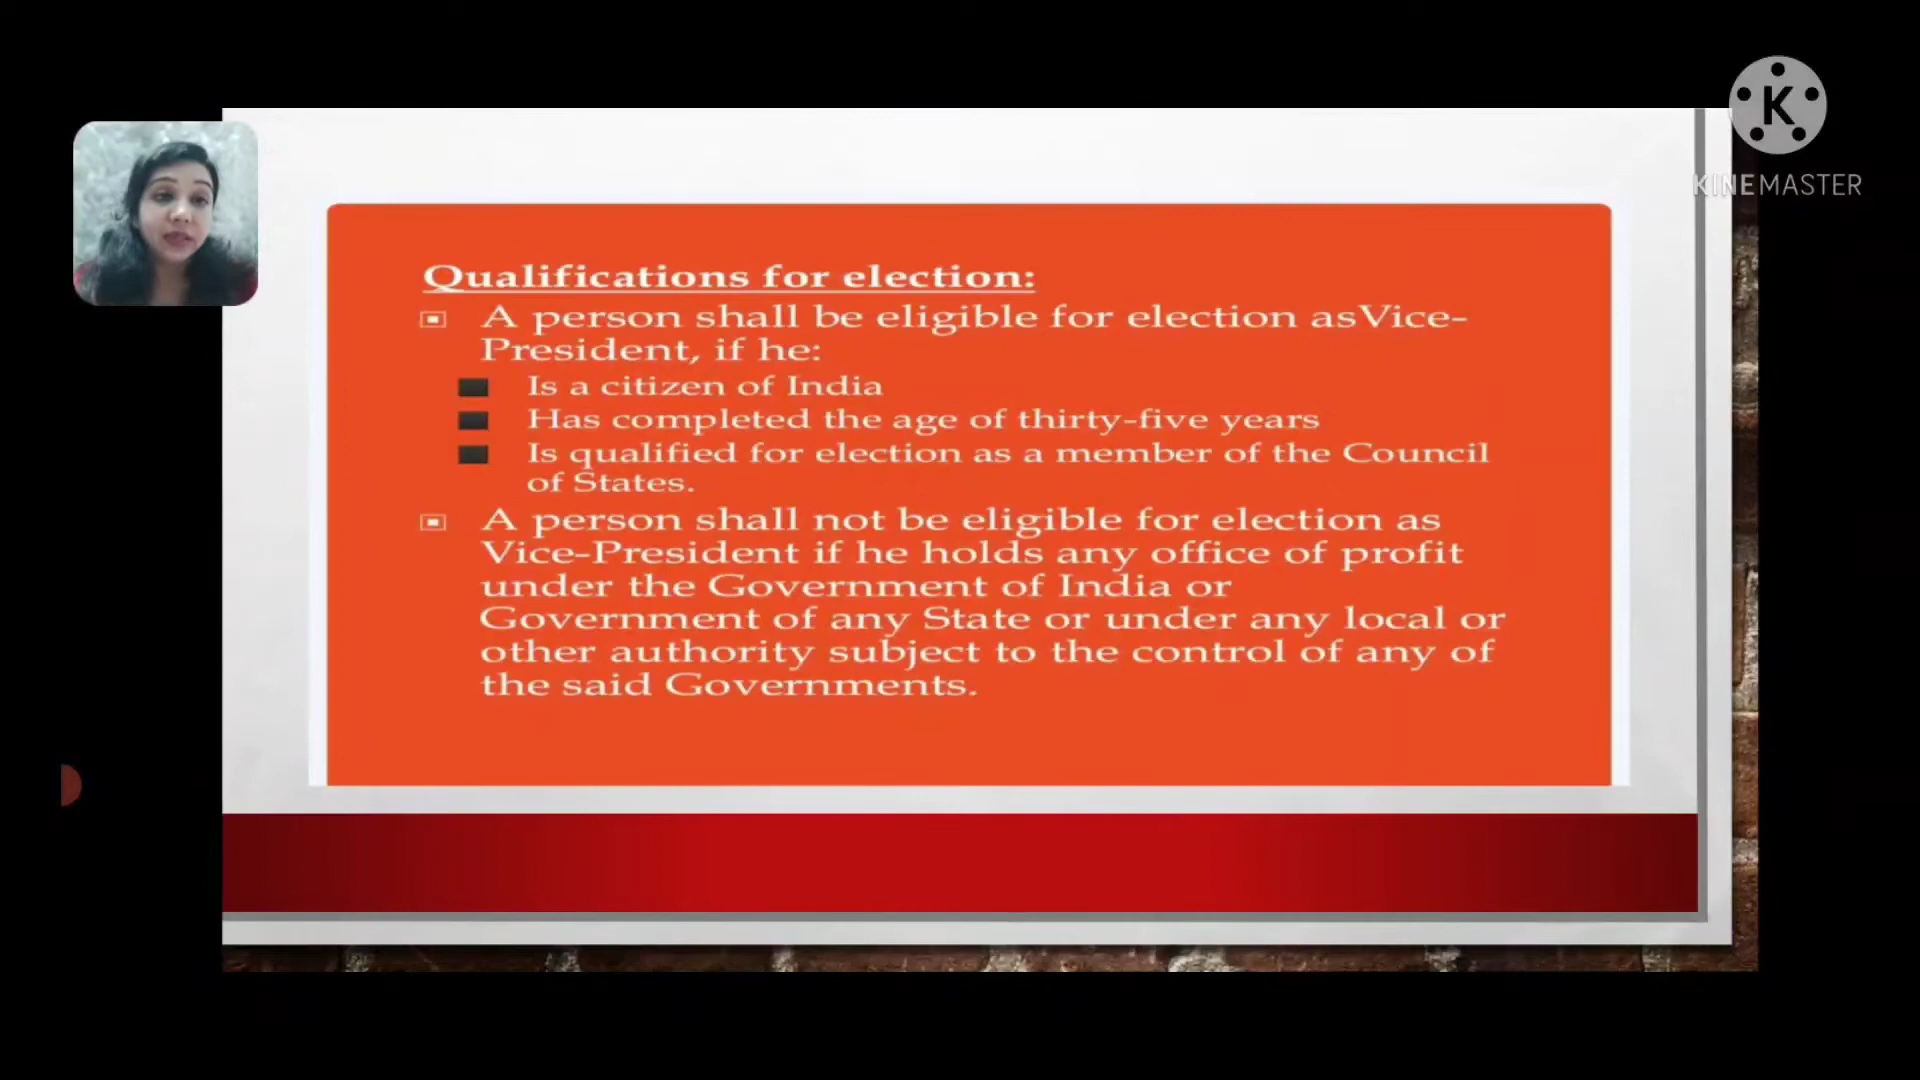 K
KINEMASTER
Qualifications for election:
A person shall be eligible for election asVice-
President, if he:
Is a citizen of India
Has completed the age of thirty-five years
Is qualified for election as a member of the Council
of States.
A person shall not be eligible for election as
Vice-President if he holds any office of profit
under the Government of India or
Government of any State or under any local or
other authority subject to the control of any of
the said Governments.